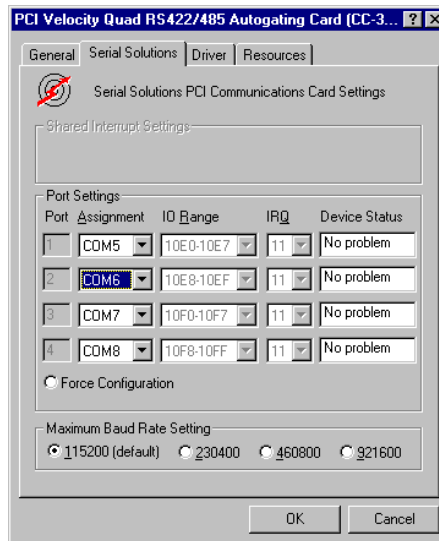 PCI Velocity Quad RS422/485 Autogating Card (CC-3...
General Serial Solutions Driver Resources
Serial Solutions PCI Communications Card Settings
Shared Interrupt Settings
Port Settings
Port Assignment IO Range IRQ Device Status
1 COM5 10E0-10E7 11 No problem
2 COM6 10E8-10EF 11 No problem
3 COM7 10F0-10F7 11 No problem
4 COM8 10F8-10FF 11 No problem
Force Configuration
Maximum Baud Rate Setting
115200 (default) 230400 460800 921600
OK Cancel